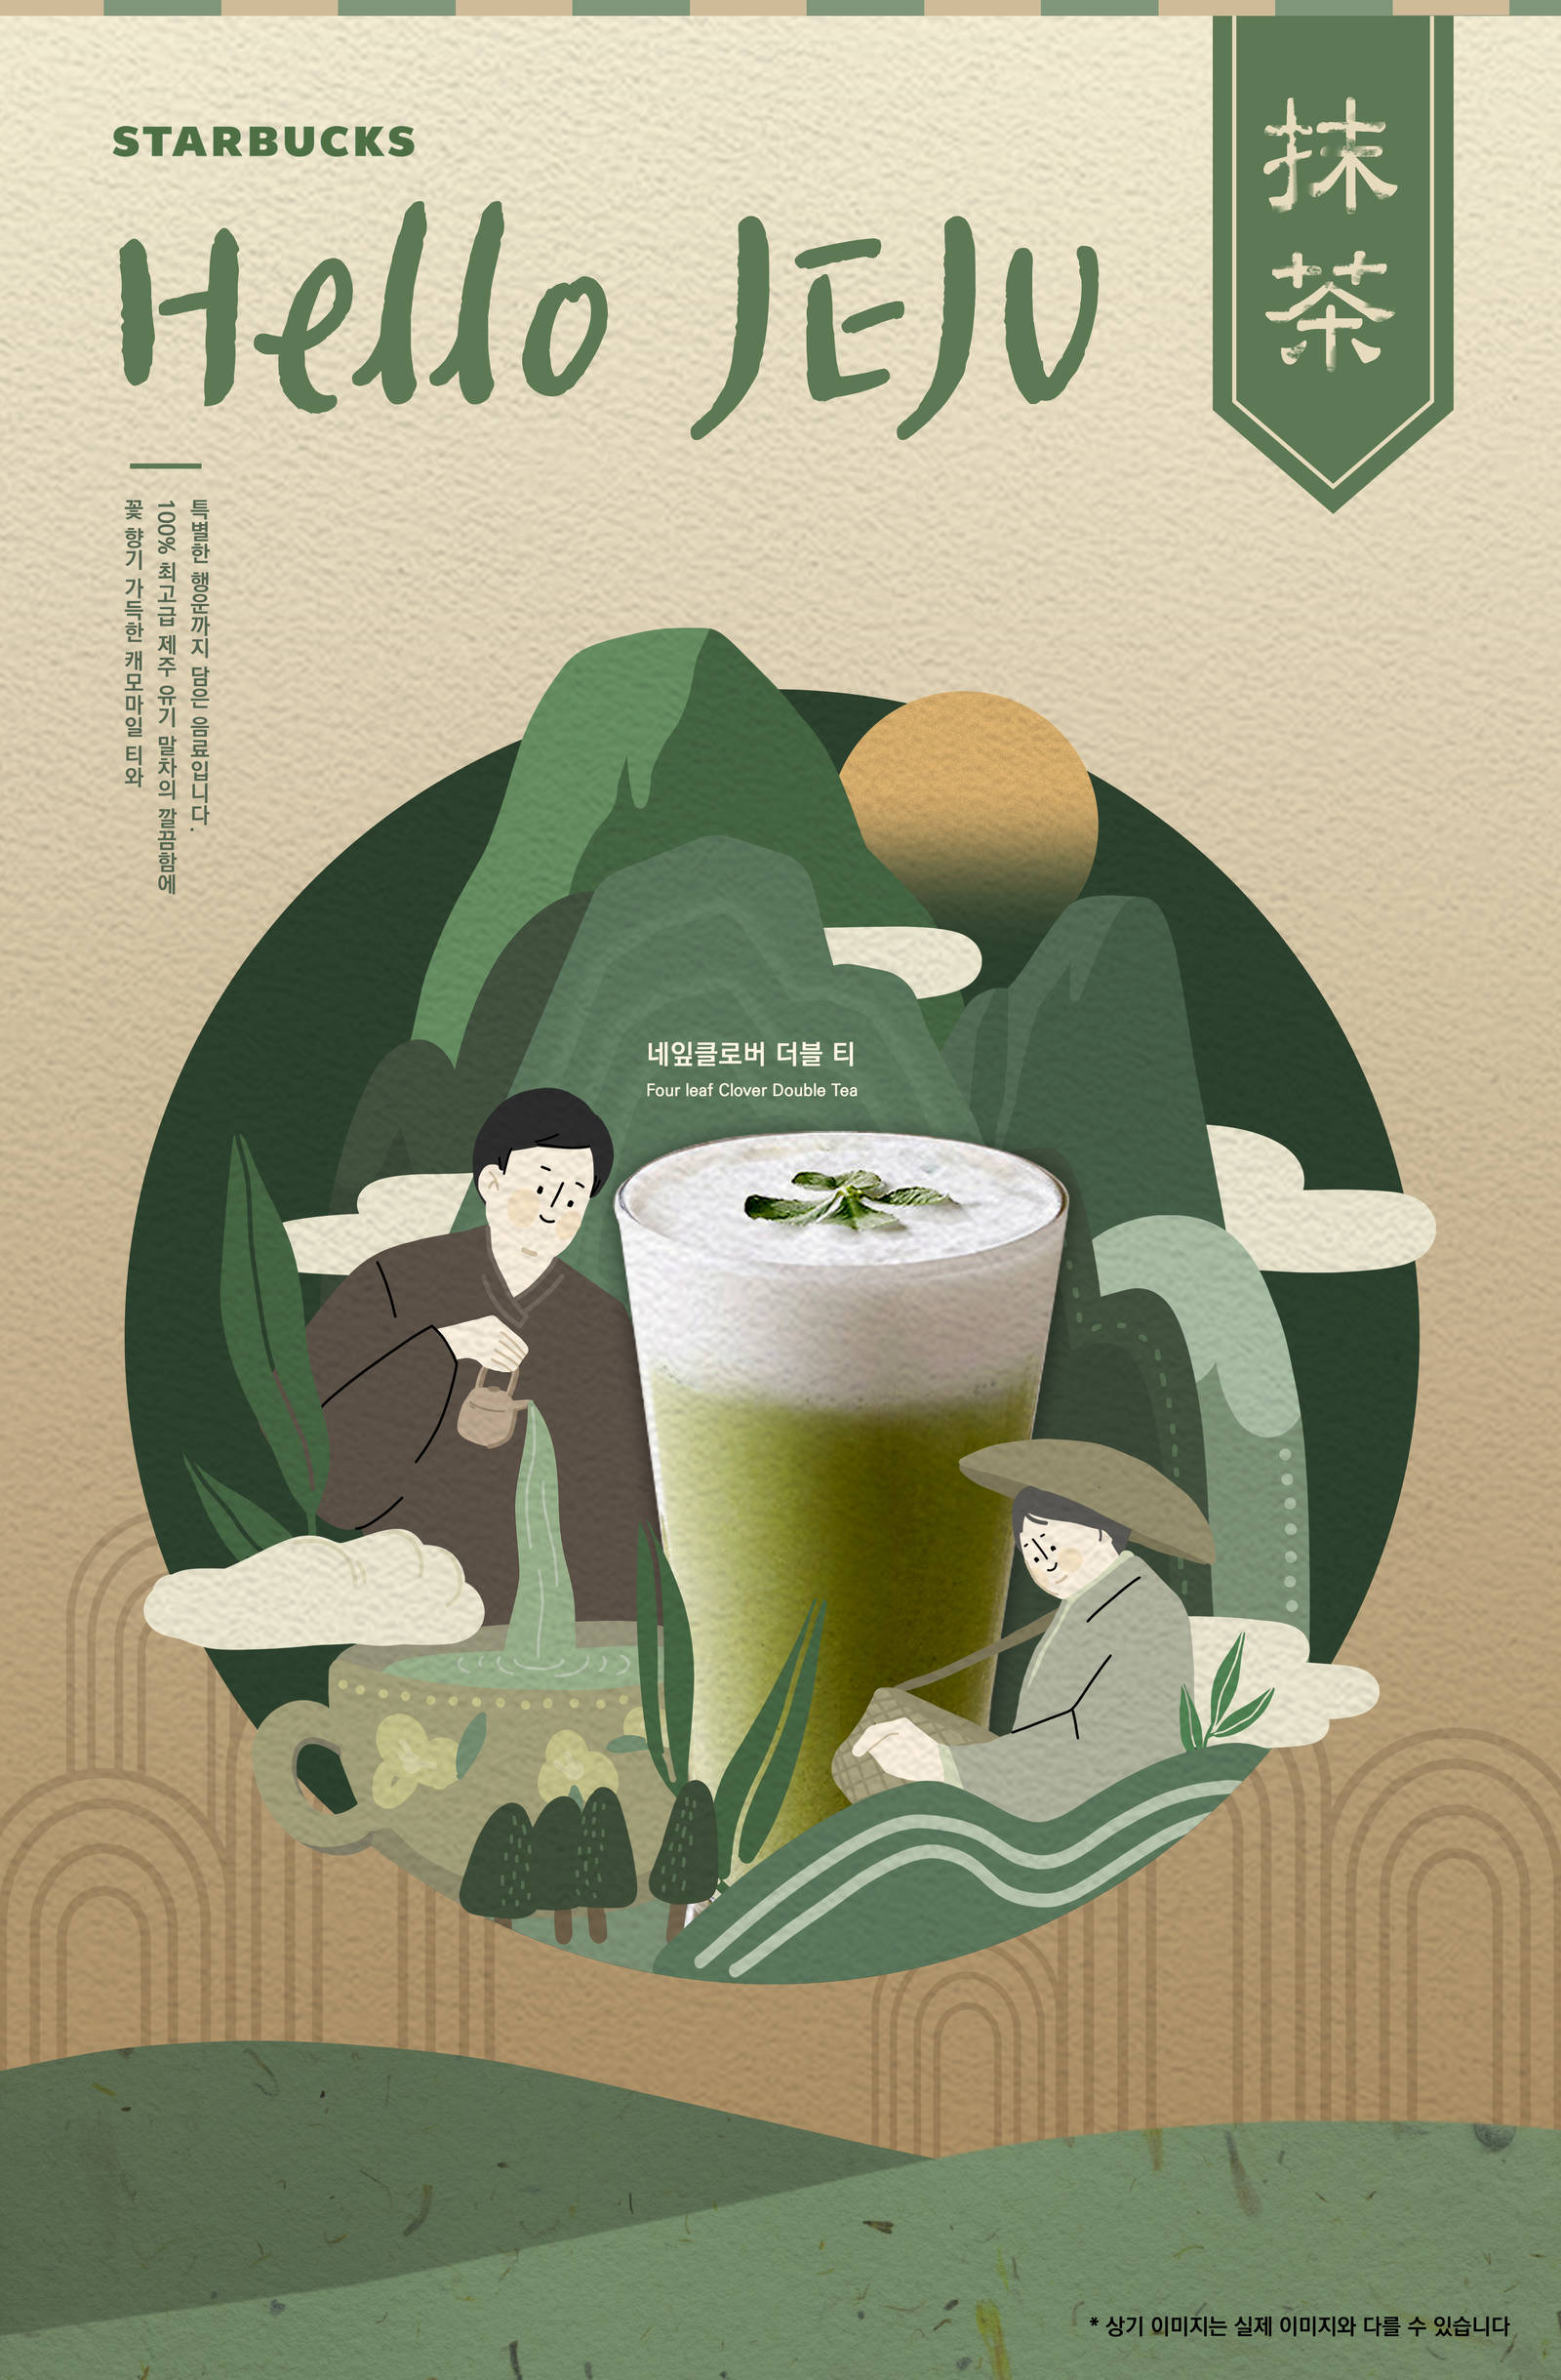 STARBUCKS
Hello JEJU
抹茶
꽃 향기 가득한 캐모마일 티와
100% 최고급 제주 유기 말차의 깔끔함에
특별한 행운까지 담은 음료입니다.
네잎클로버 더블 티
Four leaf Clover Double Tea
* 상기 이미지는 실제 이미지와 다를 수 있습니다